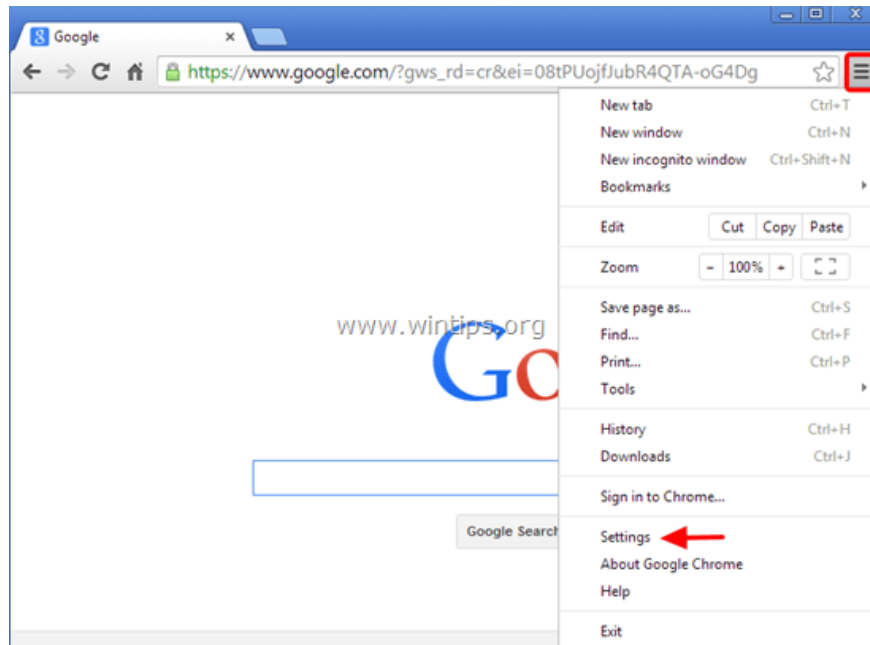 Google
https://www.google.com/?gws_rd=cr&ei=08tPUojfJubR4QTA-oG4Dg
New tab Ctrl+T
New window Ctrl+N
New incognito window Ctrl+Shift+N
Bookmarks
Edit Cut Copy Paste
Zoom - 100% +
Save page as... Ctrl+S
www.wintips.org
Find... Ctrl+F
Go
Print... Ctrl+P
Tools
History Ctrl+H
Downloads Ctrl+J
Sign in to Chrome...
Google Search
Settings
About Google Chrome
Help
Exit